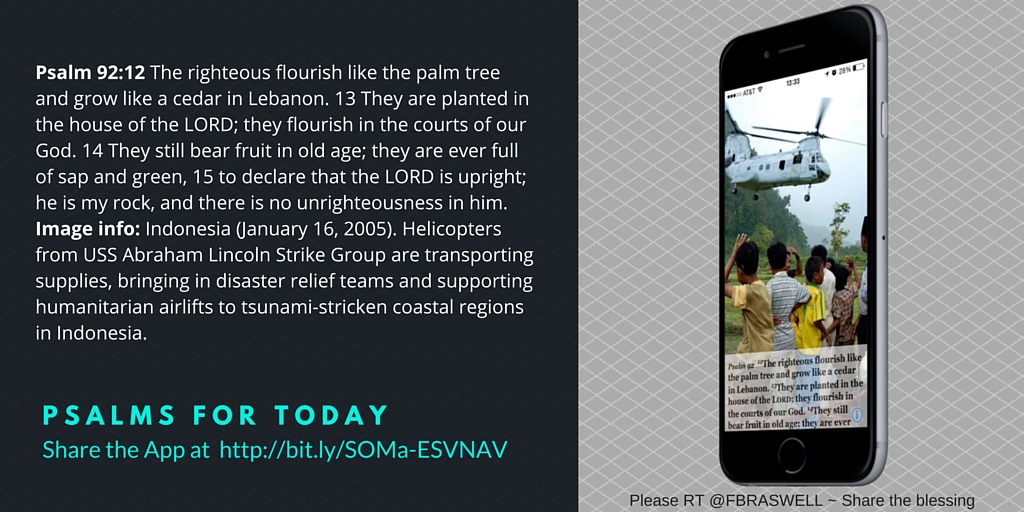 Psalm 92:12 The righteous flourish like the palm tree
and grow like a cedar in Lebanon. 13 They are planted in
the house of the LORD; they flourish in the courts of our
God. 14 They still bear fruit in old age; they are ever full
of sap and green, 15 to declare that the LORD is upright;
he is my rock, and there is no unrighteousness in him.
Image info: Indonesia (January 16, 2005). Helicopters
from USS Abraham Lincoln Strike Group are transporting
supplies, bringing in disaster relief teams and supporting
humanitarian airlifts to tsunami-stricken coastal regions
in Indonesia.
PSALMS FOR TODAY
Share the App at http://bit.ly/SOMa-ESVNAV
AT&T 13:33 28%
Psalm 92 12The righteous flourish like
the palm tree and grow like a cedar
in Lebanon. 13They are planted in the
house of the LORD; they flourish in
the courts of our God. 14They still
bear fruit in old age; they are ever
Please RT @FBRASWELL ~ Share the blessing